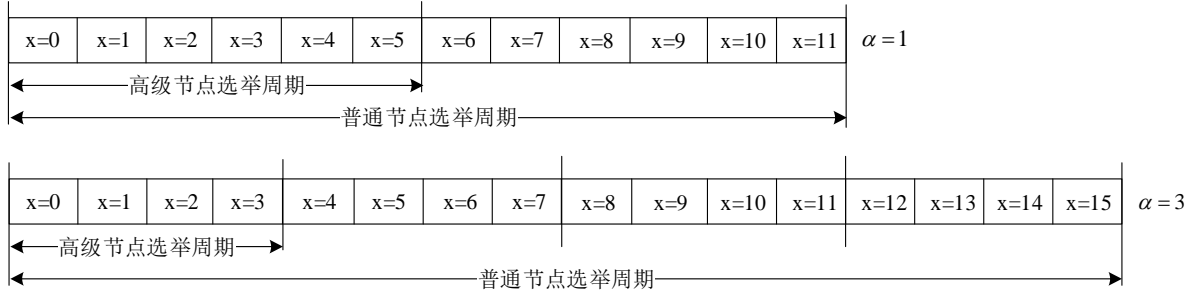 x=0 x=1 x=2 x=3 x=4 x=5 x=6 x=7 x=8 x=9 x=10 x=11 α=1
高级节点选举周期
普通节点选举周期
x=0 x=1 x=2 x=3 x=4 x=5 x=6 x=7 x=8 x=9 x=10 x=11 x=12 x=13 x=14 x=15 α=3
高级节点选举周期
普通节点选举周期